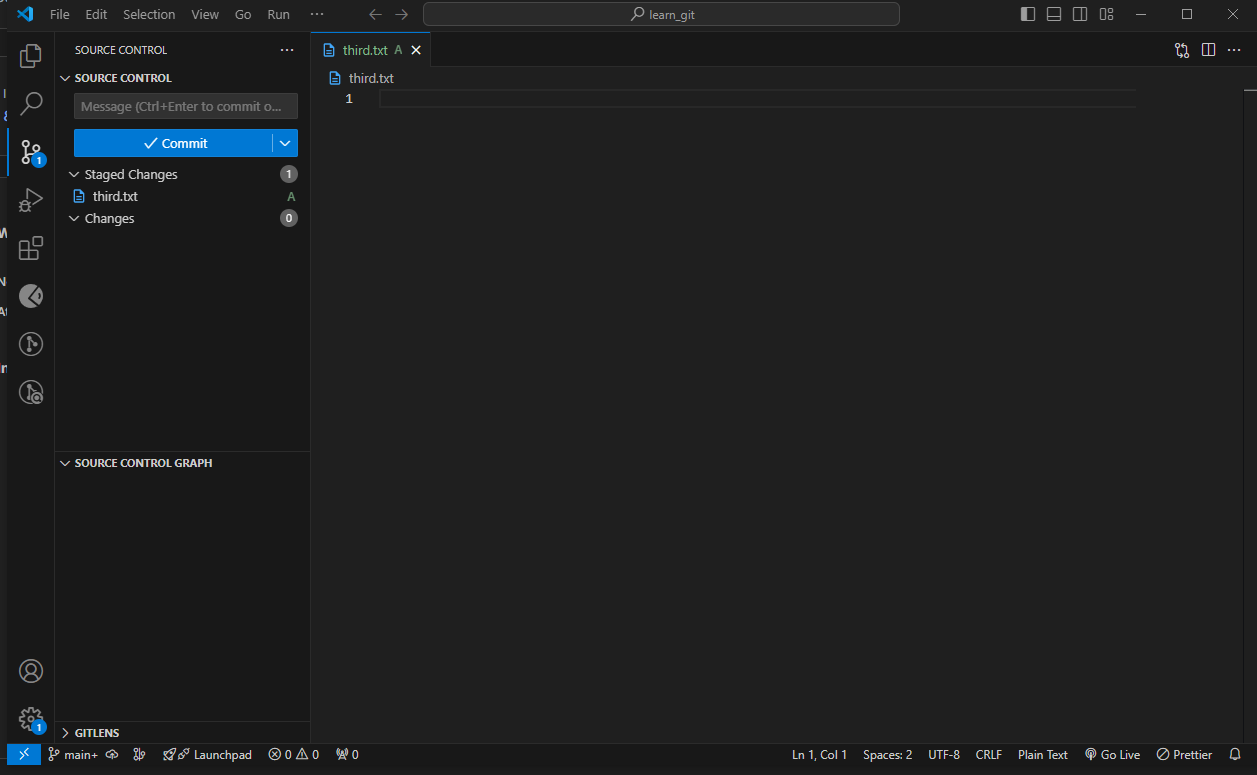 File Edit Selection View Go Run ··· learn_git
SOURCE CONTROL ···
SOURCE CONTROL
Message (Ctrl+Enter to commit o...
Commit
Staged Changes 1
third.txt A
Changes 0
SOURCE CONTROL GRAPH
GITLENS
third.txt A
third.txt
1
1
1
main+ Launchpad 0 0 0 Ln 1, Col 1 Spaces: 2 UTF-8 CRLF Plain Text Go Live Prettier